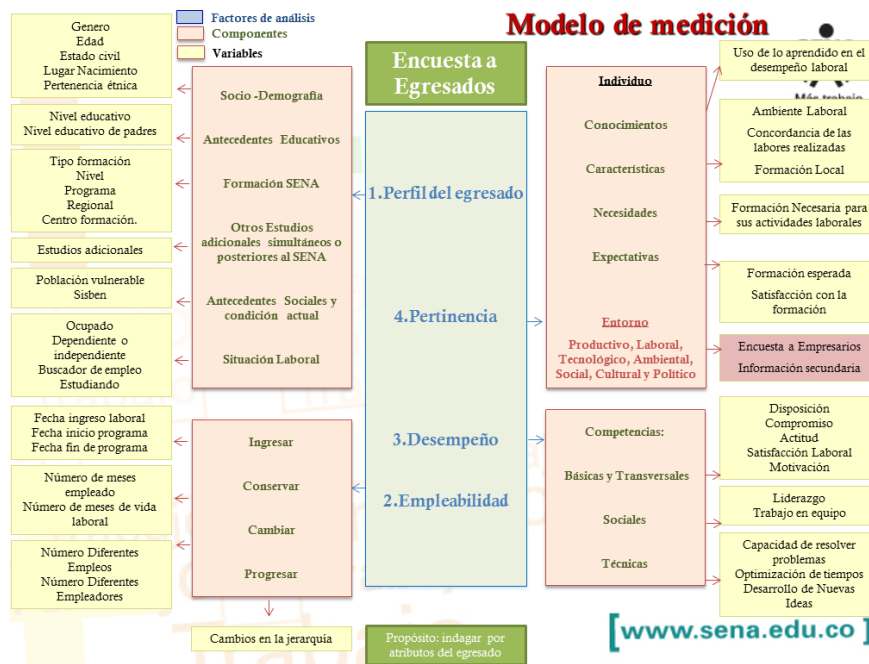 Modelo de medición
Factores de análisis
Componentes
Variables
Encuesta a
Egresados
Genero
Edad
Estado civil
Lugar Nacimiento
Pertenencia étnica
Nivel educativo
Nivel educativo de padres
Tipo formación
Nivel
Programa
Regional
Centro formación.
Estudios adicionales
Población vulnerable
Sisben
Ocupado
Dependiente o
independiente
Buscador de empleo
Estudiando
Socio -Demografía
Antecedentes Educativos
Formación SENA
Otros Estudios
adicionales simultáneos o
posteriores al SENA
Antecedentes Sociales y
condición actual
Situación Laboral
1.Perfil del egresado
4.Pertinencia
3.Desempeño
2.Empleabilidad
Individuo
Conocimientos
Características
Necesidades
Expectativas
Entorno
Productivo, Laboral,
Tecnológico, Ambiental,
Social, Cultural y Político
Uso de lo aprendido en el
desempeño laboral
Más trabajo
Ambiente Laboral
Concordancia de las
labores realizadas
Formación Local
Formación Necesaria para
sus actividades laborales
Formación esperada
Satisfacción con la
formación
Encuesta a Empresarios
Información secundaria
Fecha ingreso laboral
Fecha inicio programa
Fecha fin de programa
Número de meses
empleado
Número de meses de vida
laboral
Número Diferentes
Empleos
Número Diferentes
Empleadores
Ingresar
Conservar
Cambiar
Progresar
Cambios en la jerarquía
Competencias:
Básicas y Transversales
Sociales
Técnicas
Disposición
Compromiso
Actitud
Satisfacción Laboral
Motivación
Liderazgo
Trabajo en equipo
Capacidad de resolver
problemas
Optimización de tiempos
Desarrollo de Nuevas
Ideas
Propósito: indagar por
atributos del egresado
[www.sena.edu.co]